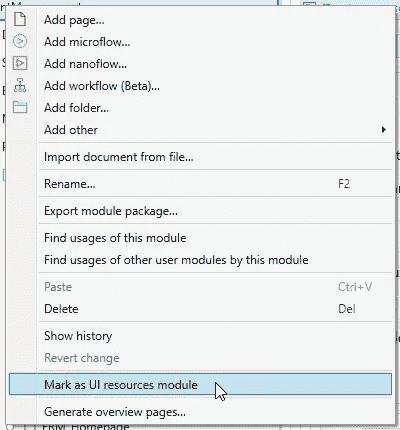 Add page...
Add microflow...
Add nanoflow...
Add workflow (Beta)...
Add folder...
Add other
Import document from file...
Rename... F2
Export module package...
Find usages of this module
Find usages of other user modules by this module
Paste Ctrl+V
Delete Del
Show history
Revert change
Mark as UI resources module
Generate overview pages...